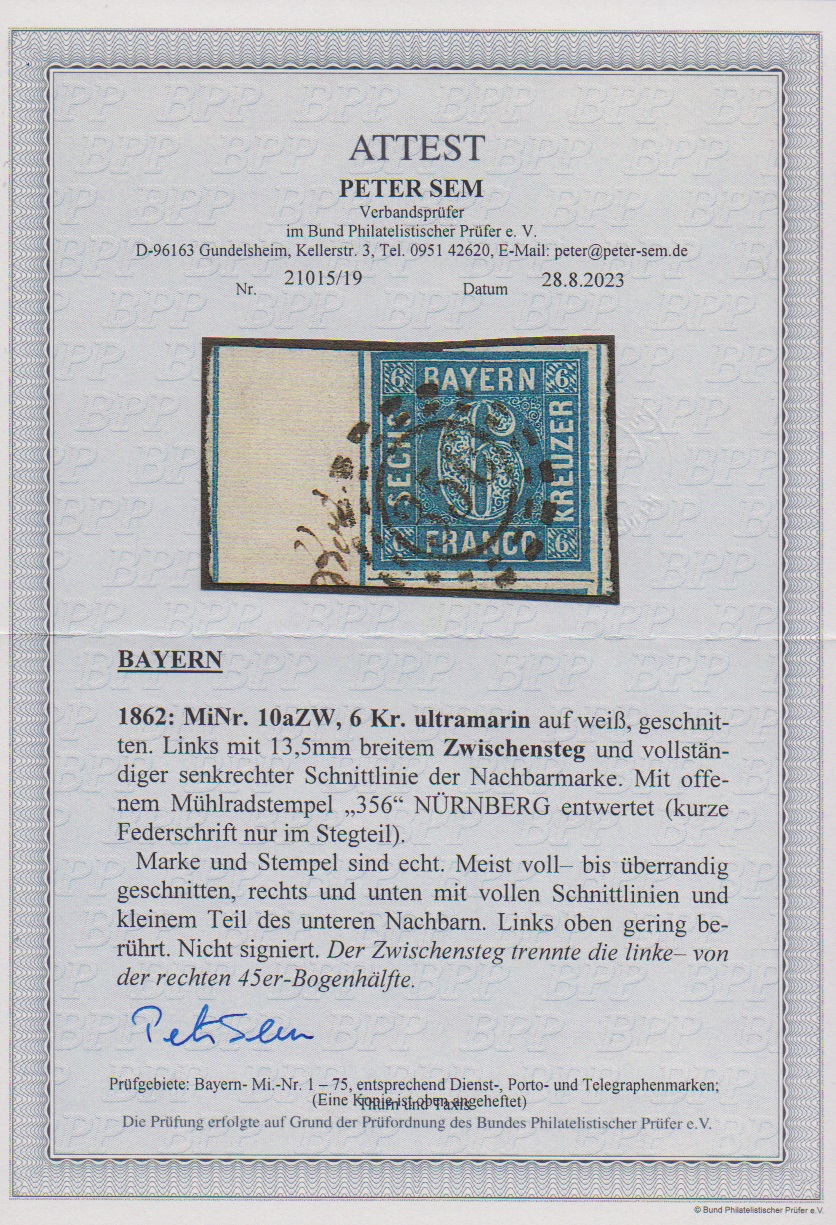 ATTEST
PETER SEM
Verbandsprüfer
im Bund Philatelistischer Prüfer e. V.
D-96163 Gundelsheim, Kellerstr. 3, Tel. 0951 42620, E-Mail: peter@peter-sem.de
Nr. 21015/19 Datum 28.8.2023
6 BAYERN 6
SECHS
6
KREUZER
356
FRANCO 6
BAYERN
1862: MiNr. 10aZW, 6 Kr. ultramarin auf weiß, geschnit-
ten. Links mit 13,5mm breitem Zwischensteg und vollstän-
diger senkrechter Schnittlinie der Nachbarmarke. Mit offe-
nem Mühlradstempel „356“ NÜRNBERG entwertet (kurze
Federschrift nur im Stegteil).
Marke und Stempel sind echt. Meist voll– bis überrandig
geschnitten, rechts und unten mit vollen Schnittlinien und
kleinem Teil des unteren Nachbarn. Links oben gering be-
rührt. Nicht signiert. Der Zwischensteg trennte die linke– von
der rechten 45er-Bogenhälfte.
Peter Sem
Prüfgebiete: Bayern- Mi.-Nr. 1 – 75, entsprechend Dienst-, Porto- und Telegraphenmarken;
(Eine Kopie ist oben angeheftet)
Thurn und Taxis
Die Prüfung erfolgte auf Grund der Prüfordnung des Bundes Philatelistischer Prüfer e.V.
© Bund Philatelistischer Prüfer e.V.